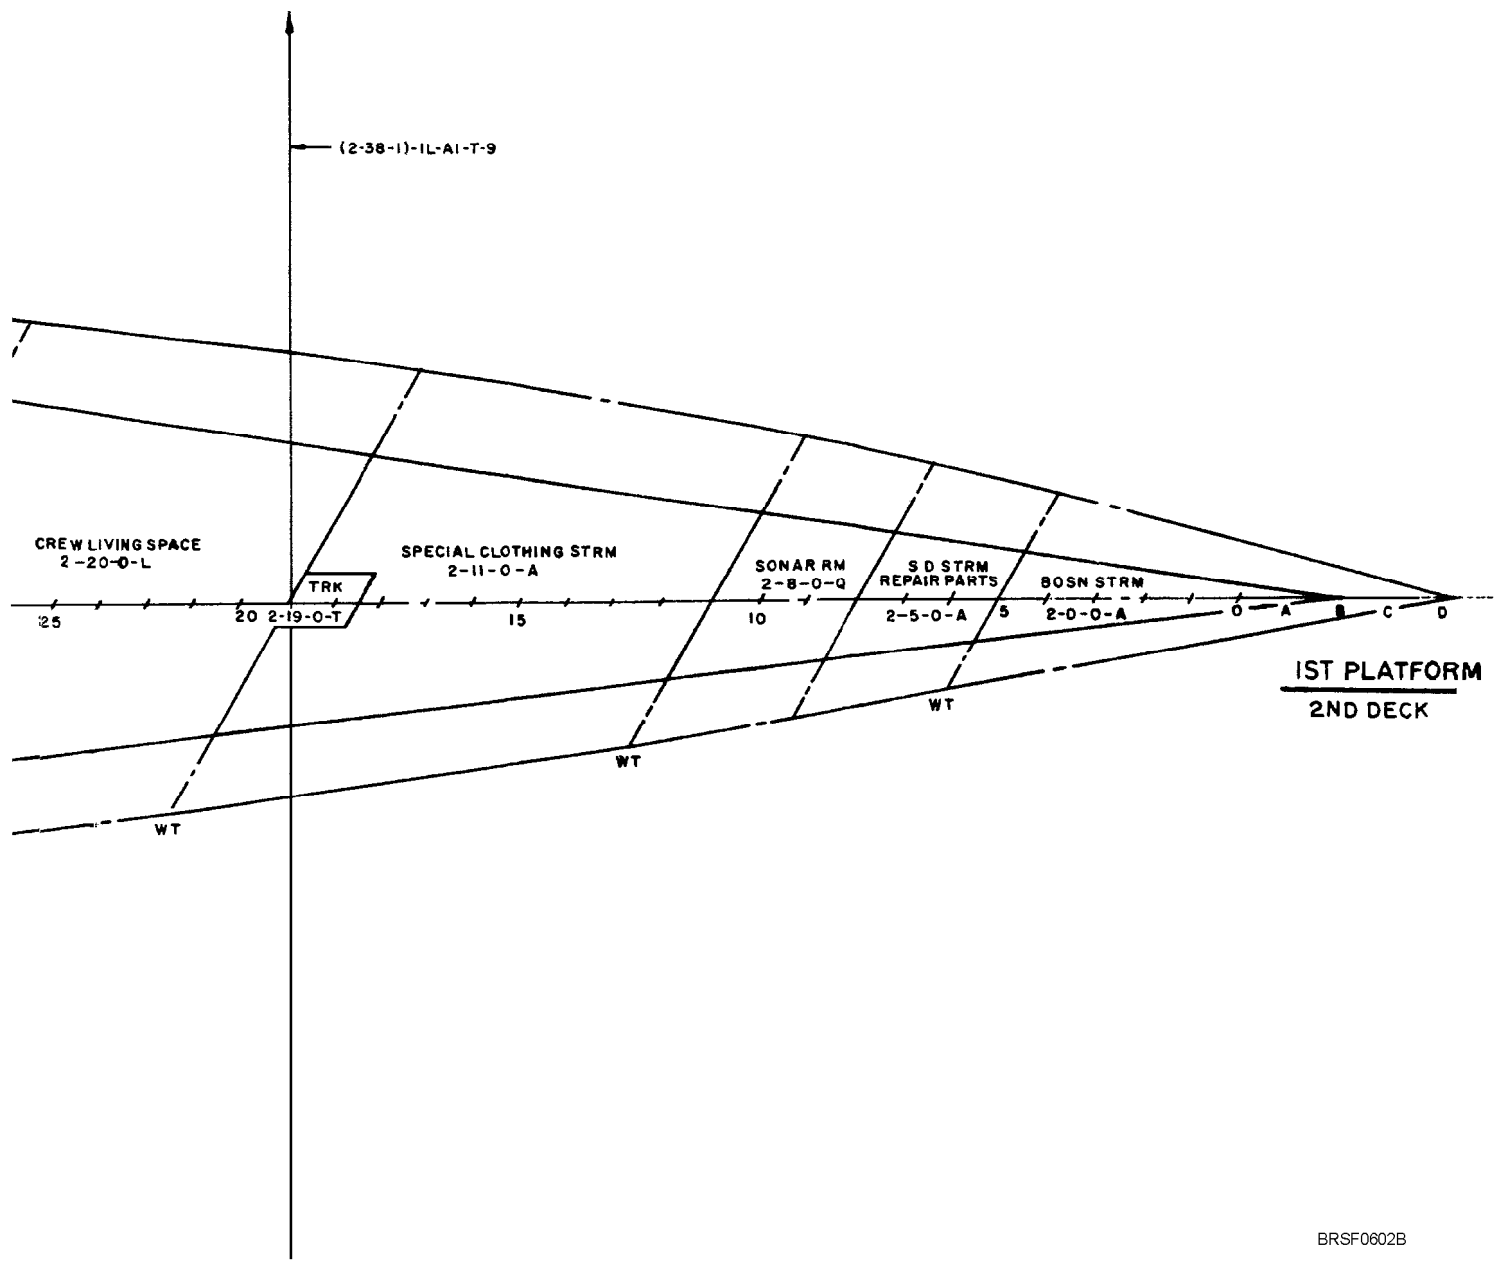 (2-38-1)-1L-A1-T-9
CREW LIVING SPACE
2-20-0-L
SPECIAL CLOTHING STRM
2-11-0-A
SONAR RM
2-8-0-Q
S D STRM
REPAIR PARTS
2-5-0-A
BOSN STRM
2-0-0-A
TRK
2-19-0-T
25
20
15
10
5
0
A
B
C
D
WT
WT
WT
1ST PLATFORM
2ND DECK
BRSF0602B